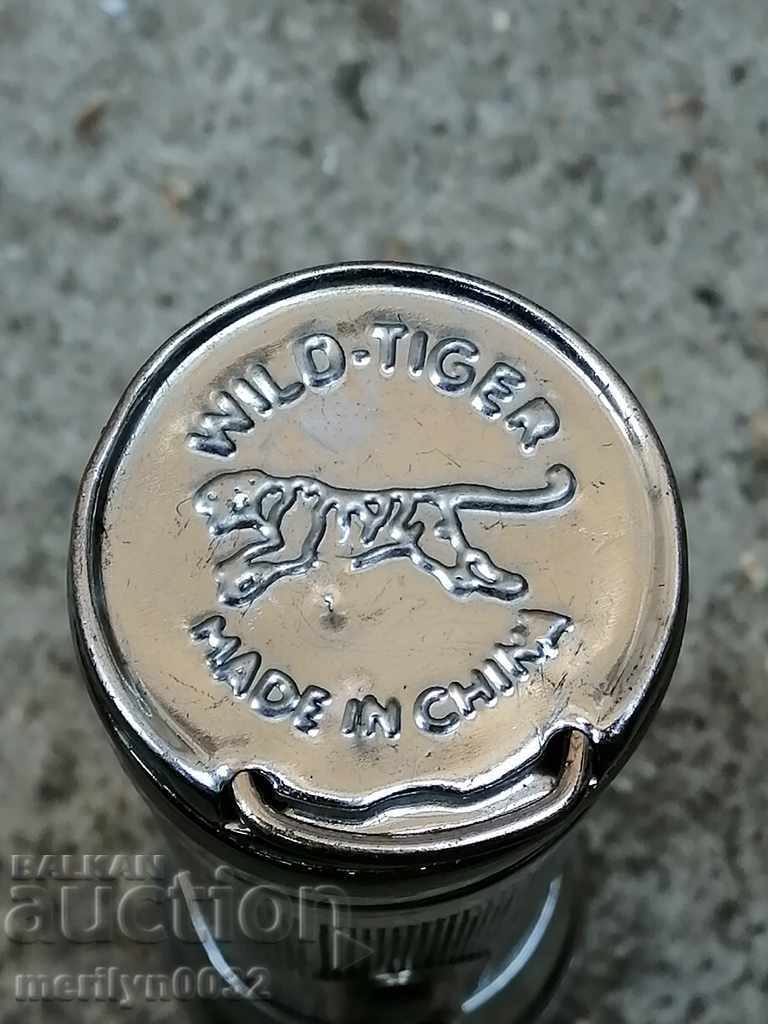 WILD-TIGER
MADE IN CHINA
BALKAN
auction
merilyn0032